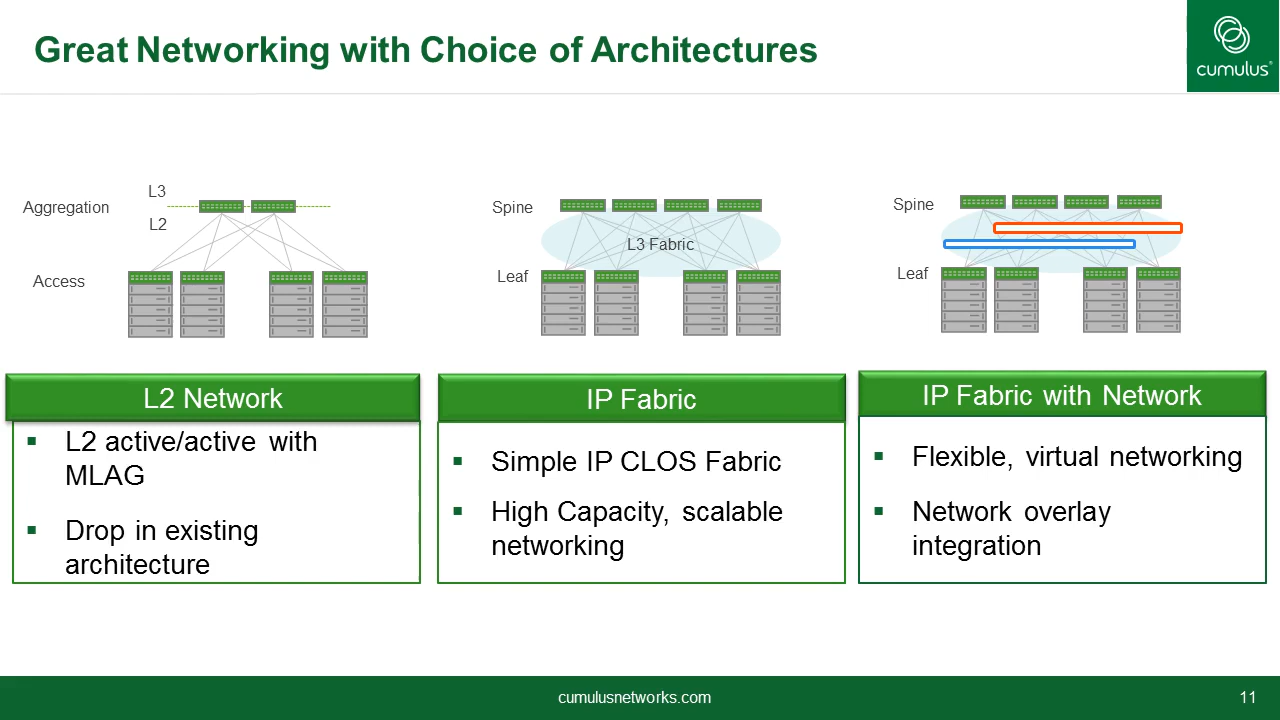 Great Networking with Choice of Architectures
cumulus®
L3
Aggregation
L2
Access
Spine
L3 Fabric
Leaf
Spine
Leaf
L2 Network
▪ L2 active/active with
MLAG
▪ Drop in existing
architecture
IP Fabric
▪ Simple IP CLOS Fabric
▪ High Capacity, scalable
networking
IP Fabric with Network
▪ Flexible, virtual networking
▪ Network overlay
integration
cumulusnetworks.com
11